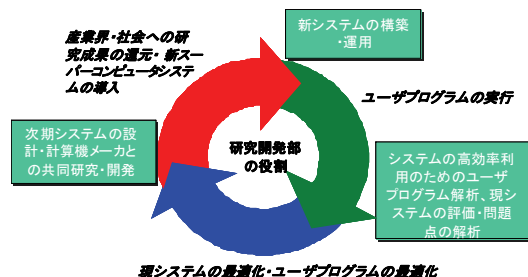 産業界・社会への研
究成果の還元・新スー
パーコンピュータシステ
ムの導入
新システムの構築
・運用
ユーザプログラムの実行
研究開発部
の役割
次期システムの設
計・計算機メーカと
の共同研究・開発
システムの高効率利
用のためのユーザ
プログラム解析、現シ
ステムの評価・問題
点の解析
現システムの最適化・ユーザプログラムの最適化